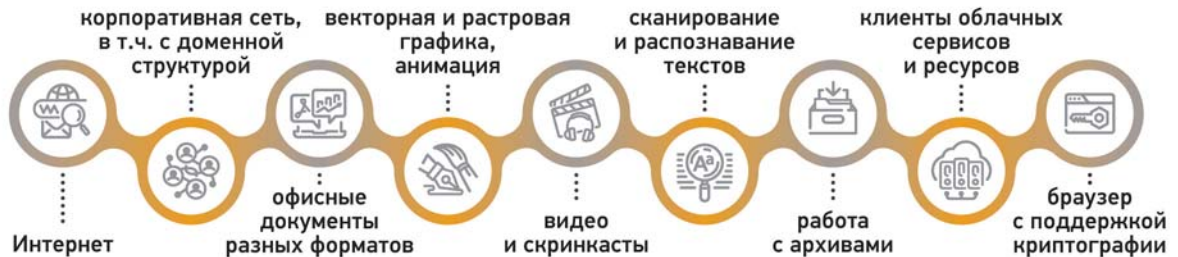 Интернет
корпоративная сеть,
в т.ч. с доменной
структурой
офисные
документы
разных форматов
векторная и растровая
графика,
анимация
видео
и скринкасты
сканирование
и распознавание
текстов
Aa
работа
с архивами
клиенты облачных
сервисов
и ресурсов
браузер
с поддержкой
криптографии